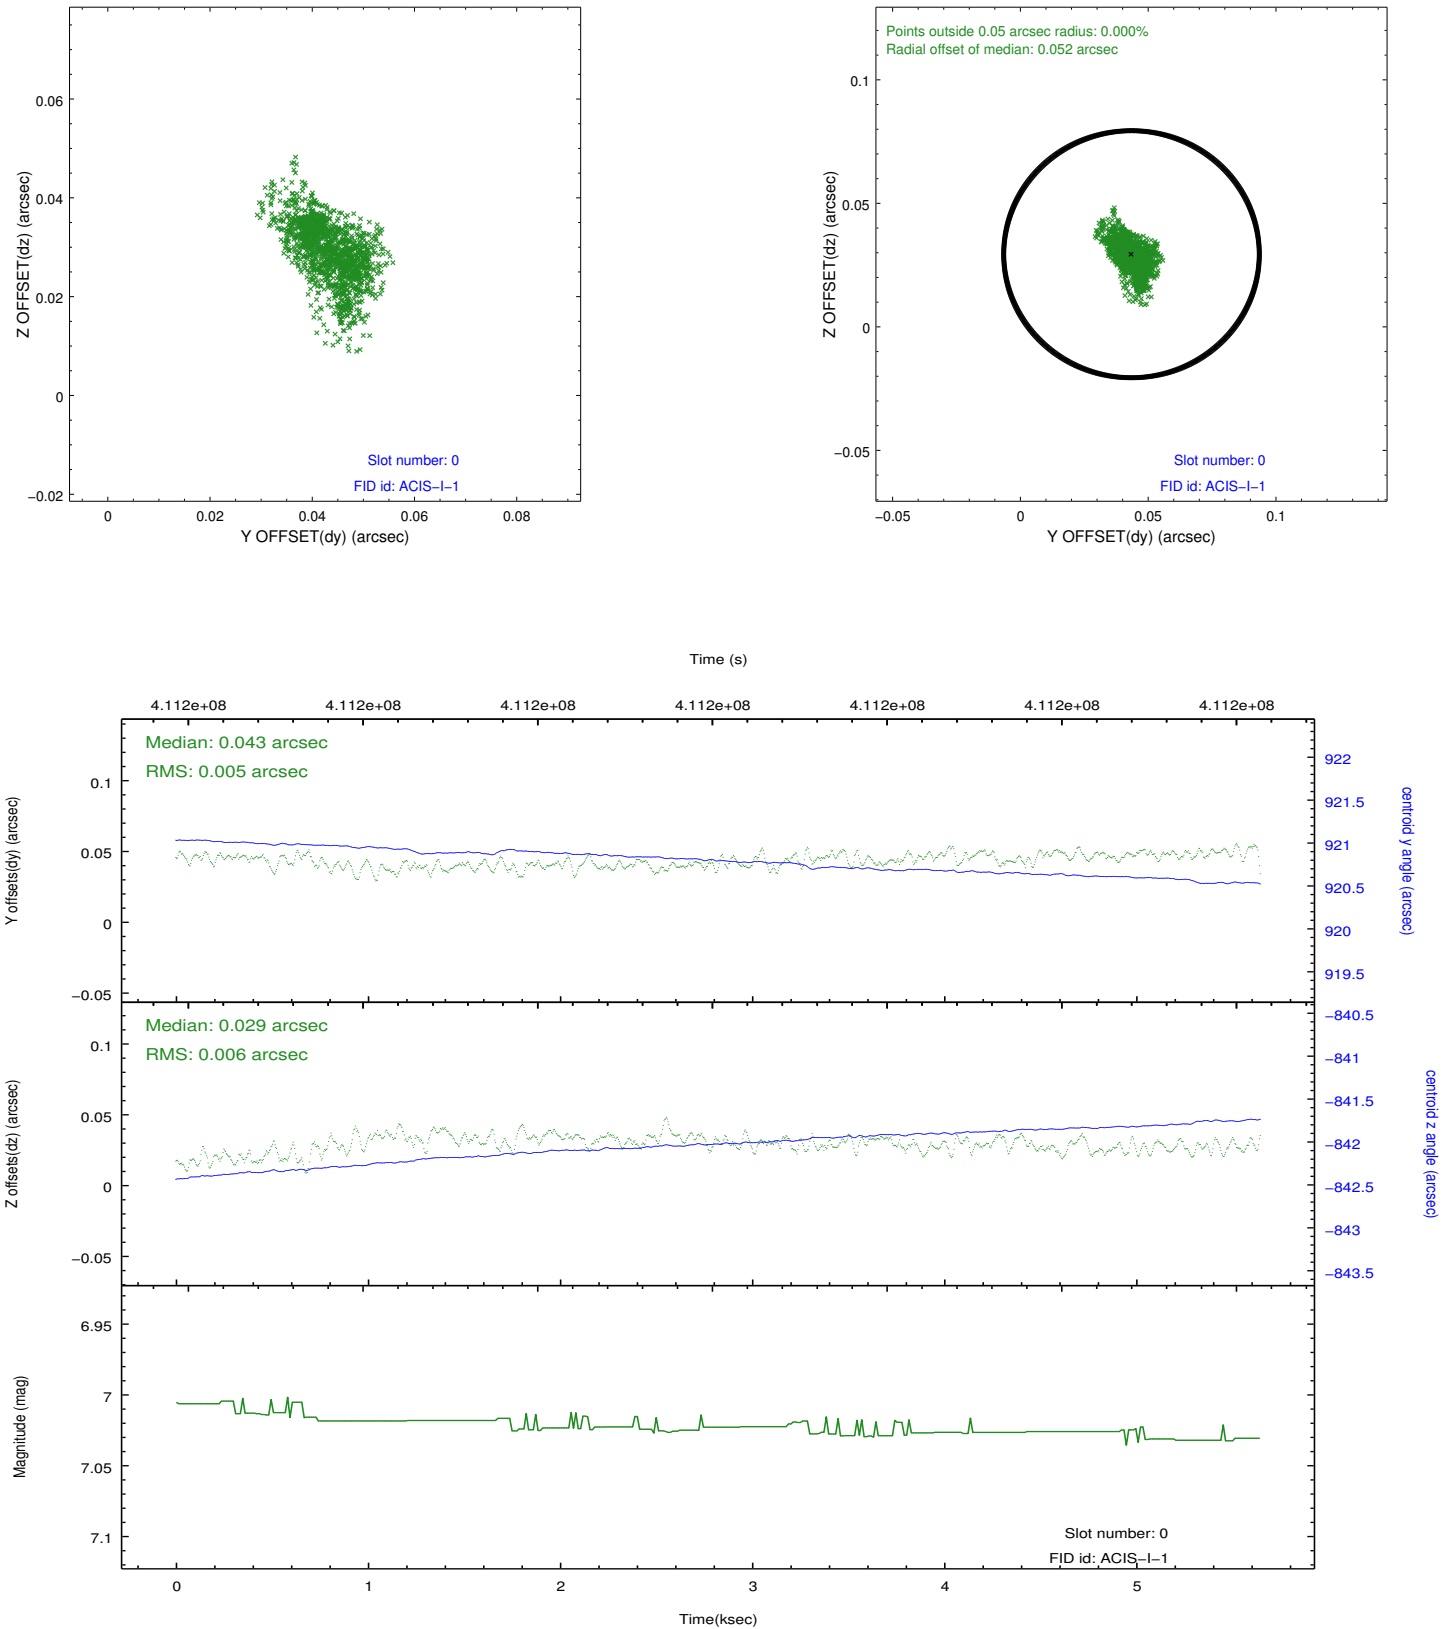 0.06
0.04
0.02
0
−0.02
Z OFFSET(dz) (arcsec)
Slot number: 0
FID id: ACIS−I−1
0
0.02
0.04
0.06
0.08
Y OFFSET(dy) (arcsec)
Points outside 0.05 arcsec radius: 0.000%
Radial offset of median: 0.052 arcsec
0.1
0.05
0
−0.05
Z OFFSET(dz) (arcsec)
Slot number: 0
FID id: ACIS−I−1
−0.05
0
0.05
0.1
Y OFFSET(dy) (arcsec)
Time (s)
4.112e+08
4.112e+08
4.112e+08
4.112e+08
4.112e+08
4.112e+08
4.112e+08
Median: 0.043 arcsec
RMS: 0.005 arcsec
0.1
0.05
0
−0.05
Y offsets(dy) (arcsec)
922
921.5
921
920.5
920
919.5
centroid y angle (arcsec)
Median: 0.029 arcsec
RMS: 0.006 arcsec
0.1
0.05
0
−0.05
Z offsets(dz) (arcsec)
−840.5
−841
−841.5
−842
−842.5
−843
−843.5
centroid z angle (arcsec)
6.95
7
7.05
7.1
Magnitude (mag)
Slot number: 0
FID id: ACIS−I−1
0
1
2
3
4
5
Time(ksec)